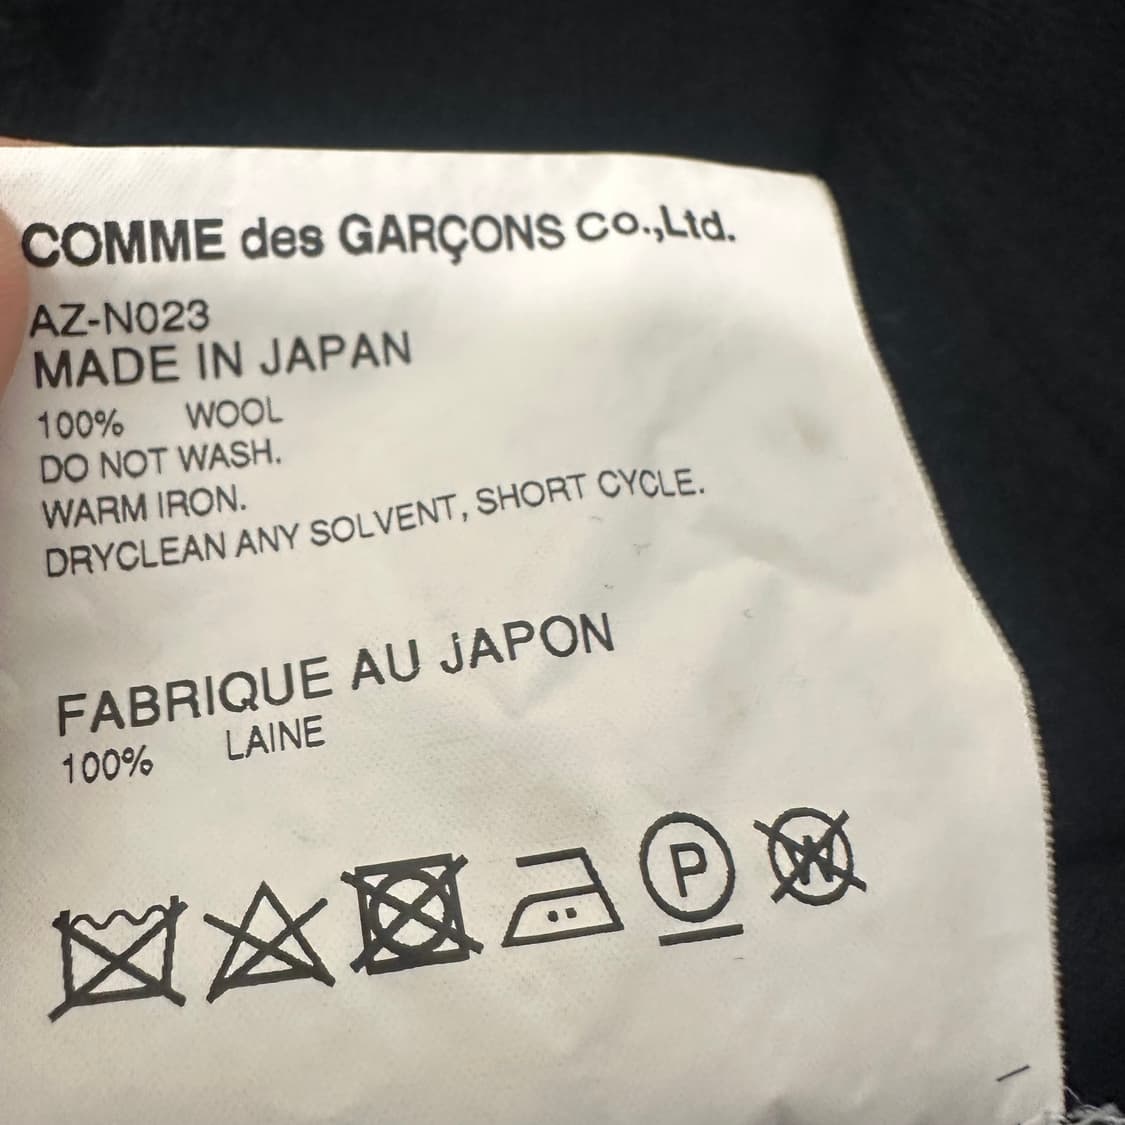 COMME des GARÇONS Co.,Ltd.
AZ-N023
MADE IN JAPAN
100% WOOL
DO NOT WASH.
WARM IRON.
DRYCLEAN ANY SOLVENT, SHORT CYCLE.
FABRIQUE AU JAPON
100% LAINE
P W